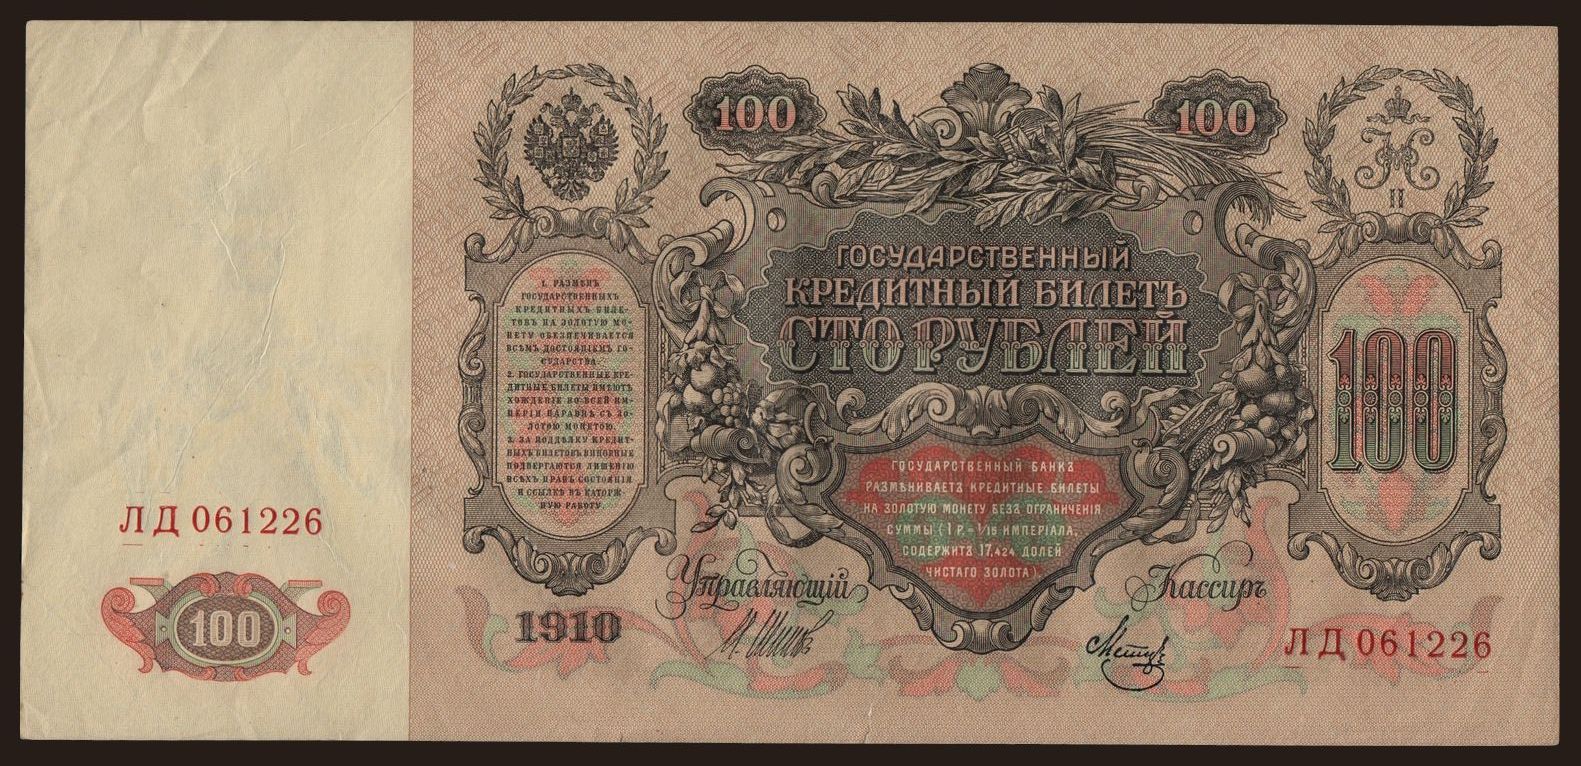 100
100
Н
II
ГОСУДАРСТВЕННЫЙ
КРЕДИТНЫЙ БИЛЕТЪ
СТО РУБЛЕЙ
1. РАЗМѢНЪ
ГОСУДАРСТВЕННЫХЪ
КРЕДИТНЫХЪ БИЛЕ-
ТОВЪ НА ЗОЛОТУЮ МО-
НЕТУ ОБЕЗПЕЧИВАЕТСЯ
ВСѢМЪ ДОСТОЯНІЕМЪ ГО-
СУДАРСТВА.
2. ГОСУДАРСТВЕННЫЕ КРЕ-
ДИТНЫЕ БИЛЕТЫ ИМѢЮТЪ
ХОЖДЕНІЕ ВО ВСЕЙ ИМ-
ПЕРІИ НАРАВНѢ СЪ ЗО-
ЛОТОЮ МОНЕТОЮ.
3. ЗА ПОДДѢЛКУ КРЕДИТ-
НЫХЪ БИЛЕТОВЪ ВИНОВНЫЕ
ПОДВЕРГАЮТСЯ ЛИШЕНІЮ
ВСѢХЪ ПРАВЪ СОСТОЯНІЯ
И ССЫЛКѢ ВЪ КАТОРЖ-
НУЮ РАБОТУ.
100
ГОСУДАРСТВЕННЫЙ БАНКЪ
РАЗМѢНИВАЕТЪ КРЕДИТНЫЕ БИЛЕТЫ
НА ЗОЛОТУЮ МОНЕТУ БЕЗЪ ОГРАНИЧЕНІЯ
СУММЫ (1 Р.= 1/15 ИМПЕРІАЛА,
СОДЕРЖИТЪ 17,424 ДОЛЕЙ
ЧИСТАГО ЗОЛОТА)
ЛД 061226
100
Управляющій
И. Шипов
Кассиръ
1910
ЛД 061226